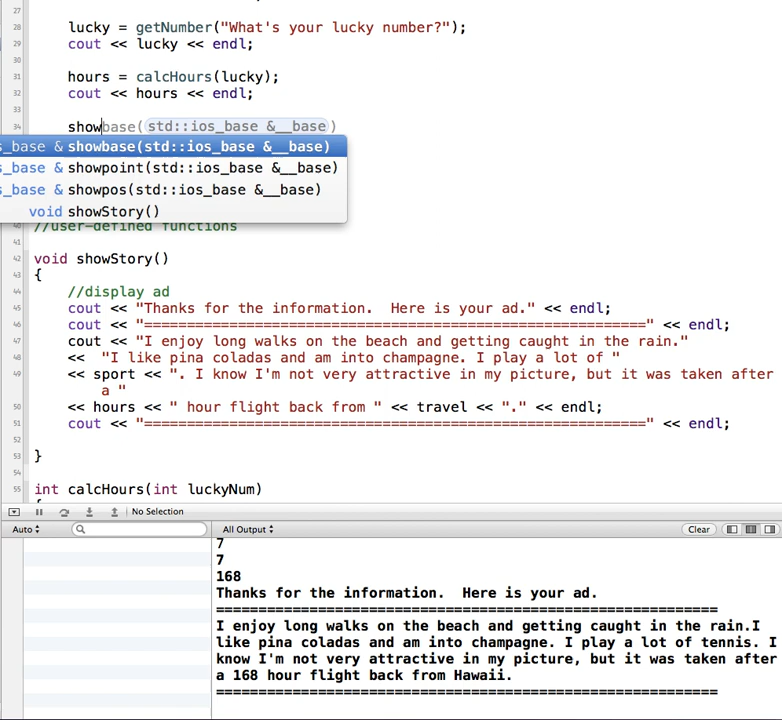 27
28 lucky = getNumber("What's your lucky number?");
29 cout << lucky << endl;
30
31 hours = calcHours(lucky);
32 cout << hours << endl;
33
34 showbase(std::ios_base &__base)
s_base & showbase(std::ios_base &__base)
s_base & showpoint(std::ios_base &__base)
s_base & showpos(std::ios_base &__base)
void showStory()
40 //user-defined functions
41
42 void showStory()
43 {
44 //display ad
45 cout << "Thanks for the information.  Here is your ad." << endl;
46 cout << "============================================================" << endl;
47 cout << "I enjoy long walks on the beach and getting caught in the rain."
48 <<  "I like pina coladas and am into champagne. I play a lot of "
49 << sport << ". I know I'm not very attractive in my picture, but it was taken after
a "
50 << hours << " hour flight back from " << travel << "." << endl;
51 cout << "============================================================" << endl;
52
53 }
54
55 int calcHours(int luckyNum)
No Selection
Auto
All Output
Clear
7
7
168
Thanks for the information.  Here is your ad.
============================================================
I enjoy long walks on the beach and getting caught in the rain.I
like pina coladas and am into champagne. I play a lot of tennis. I
know I'm not very attractive in my picture, but it was taken after
a 168 hour flight back from Hawaii.
============================================================